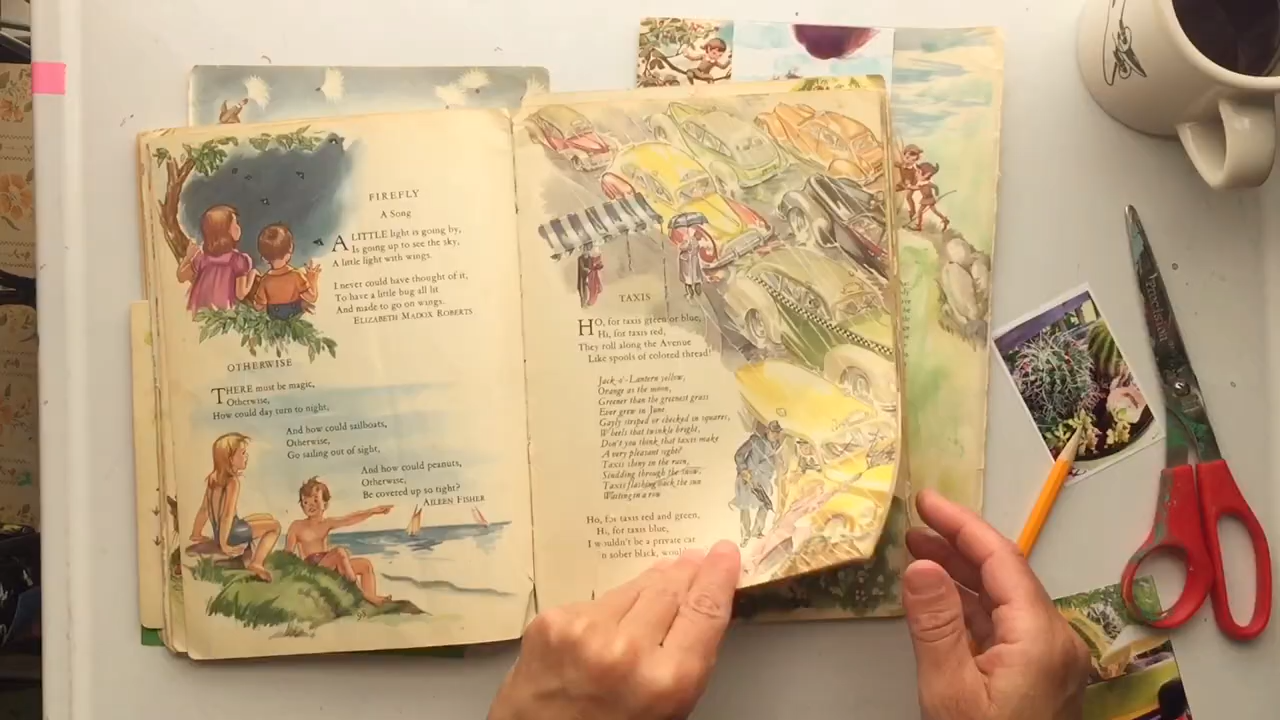 FIREFLY
A Song
A LITTLE light is going by,
Is going up to see the sky,
A little light with wings.
I never could have thought of it,
To have a little bug all lit
And made to go on wings.
ELIZABETH MADOX ROBERTS
OTHERWISE
THERE must be magic,
Otherwise,
How could day turn to night,
And how could sailboats,
Otherwise,
Go sailing out of sight,
And how could peanuts,
Otherwise,
Be covered up so tight?
AILEEN FISHER
TAXIS
HO, for taxis green or blue,
Hi, for taxis red,
They roll along the Avenue
Like spools of colored thread!
Jack-o'-Lantern yellow,
Orange as the moon,
Greener than the greenest grass
Ever grew in June.
Gayly striped or checked in squares,
Wheels that twinkle bright,
Don't you think that taxis make
A very pleasant sight?
Taxis shiny in the rain,
Scudding through the snow,
Taxis flashing back the sun
Waiting in a row
Ho, for taxis red and green,
Hi, for taxis blue,
I wouldn't be a private car
n sober black, would
Precision